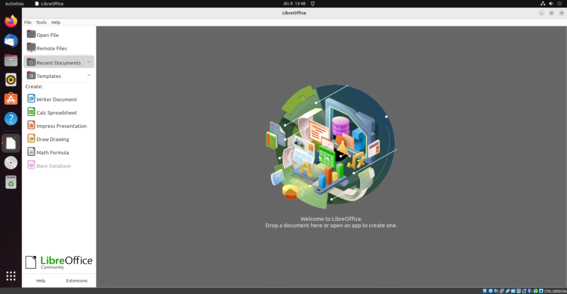 Activities
LibreOffice
dic 8 13:48
LibreOffice
File Tools Help
Open File
Remote Files
Recent Documents
Templates
Create:
Writer Document
Calc Spreadsheet
Impress Presentation
Draw Drawing
Math Formula
Base Database
Welcome to LibreOffice.
Drop a document here or open an app to create one.
LibreOffice
Community
Help Extensions